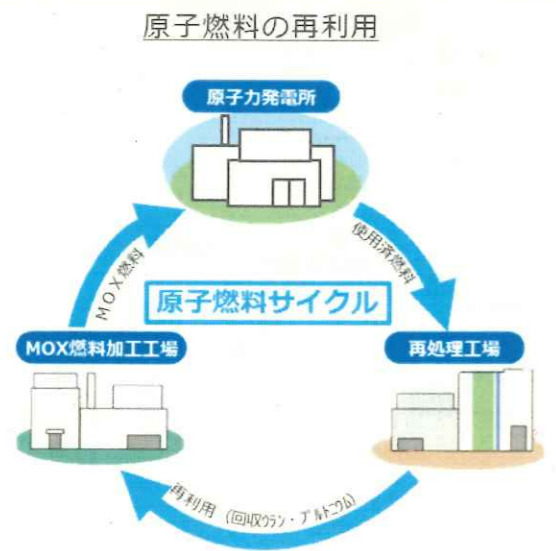 原子燃料の再利用
原子力発電所
使用済燃料
MOX燃料
原子燃料サイクル
MOX燃料加工工場
再処理工場
再利用（回収ウラン・プルトニウム）